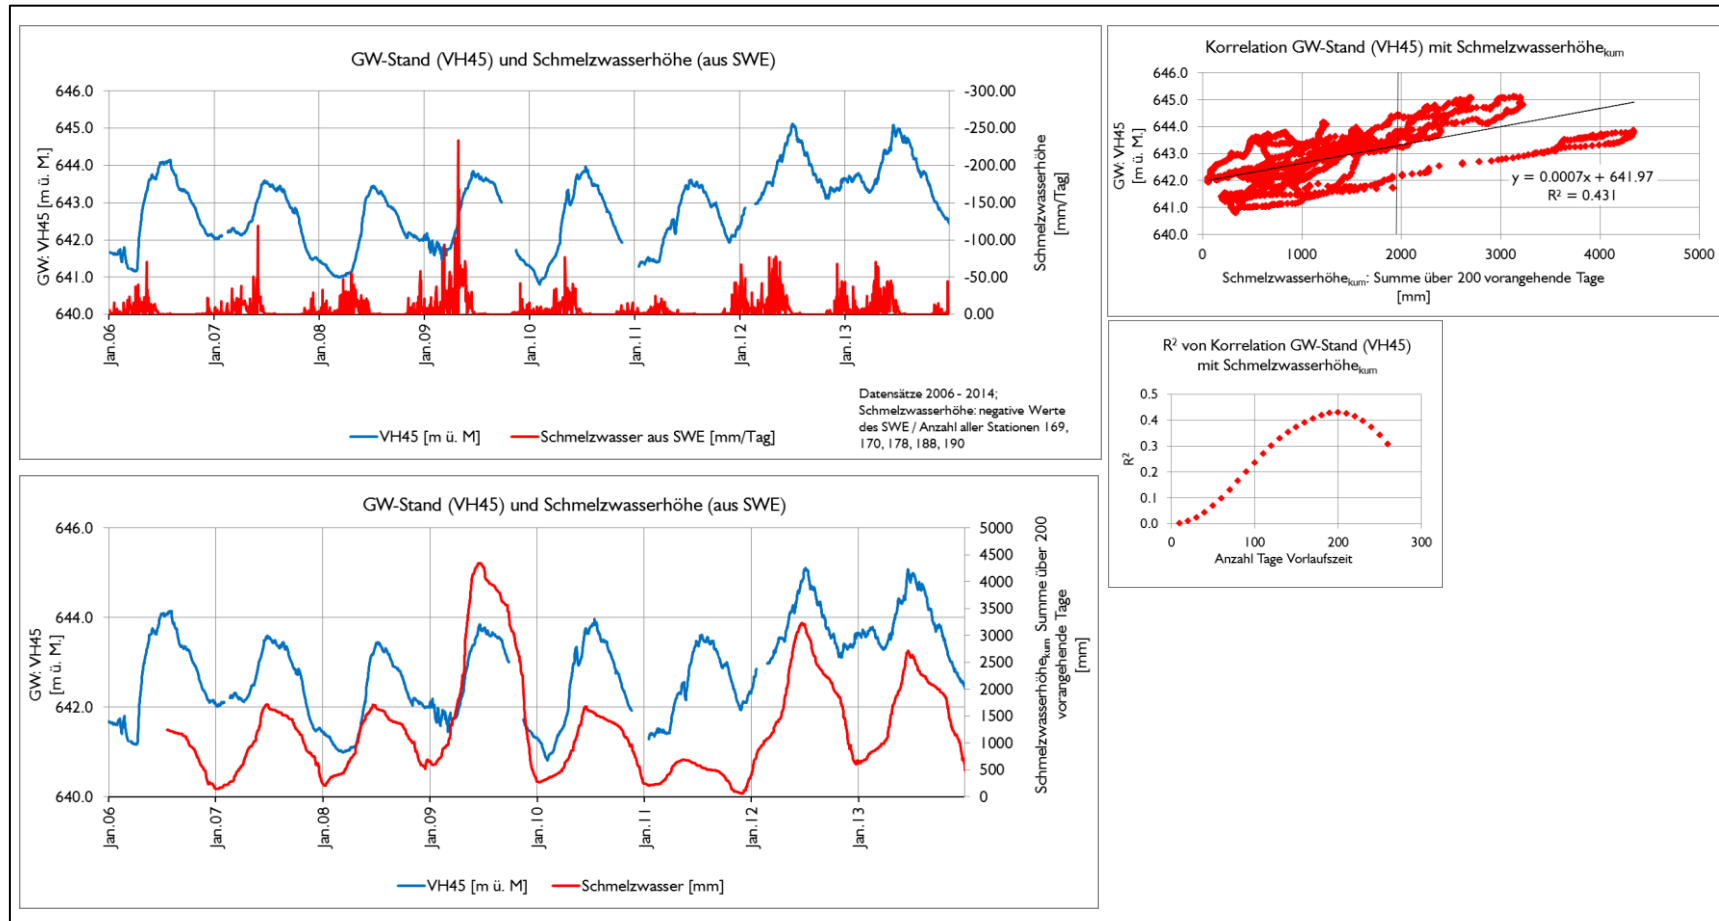 GW-Stand (VH45) und Schmelzwasserhöhe (aus SWE)
646.0
645.0
644.0
643.0
642.0
641.0
640.0
GW: VH45 [m ü. M.]
-300.00
-250.00
-200.00
-150.00
-100.00
-50.00
0.00
Schmelzwasserhöhe
[mm/Tag]
Jan.06
Jan.07
Jan.08
Jan.09
Jan.10
Jan.11
Jan.12
Jan.13
Datensätze 2006 - 2014;
Schmelzwasserhöhe: negative Werte
des SWE / Anzahl aller Stationen 169,
170, 178, 188, 190
VH45 [m ü. M]
Schmelzwasser aus SWE [mm/Tag]
Korrelation GW-Stand (VH45) mit Schmelzwasserhöhekum
646.0
645.0
644.0
643.0
642.0
641.0
640.0
GW: VH45
[m ü. M.]
y = 0.0007x + 641.97
R² = 0.431
0
1000
2000
3000
4000
5000
Schmelzwasserhöhekum: Summe über 200 vorangehende Tage
[mm]
R² von Korrelation GW-Stand (VH45)
mit Schmelzwasserhöhekum
0.5
0.4
0.3
0.2
0.1
0.0
R²
0
100
200
300
Anzahl Tage Vorlaufszeit
GW-Stand (VH45) und Schmelzwasserhöhe (aus SWE)
646.0
644.0
642.0
640.0
GW: VH45
[m ü. M.]
5000
4500
4000
3500
3000
2500
2000
1500
1000
500
0
Schmelzwasserhöhekum Summe über 200
vorangehende Tage
[mm]
Jan.06
Jan.07
Jan.08
Jan.09
Jan.10
Jan.11
Jan.12
Jan.13
VH45 [m ü. M]
Schmelzwasser [mm]